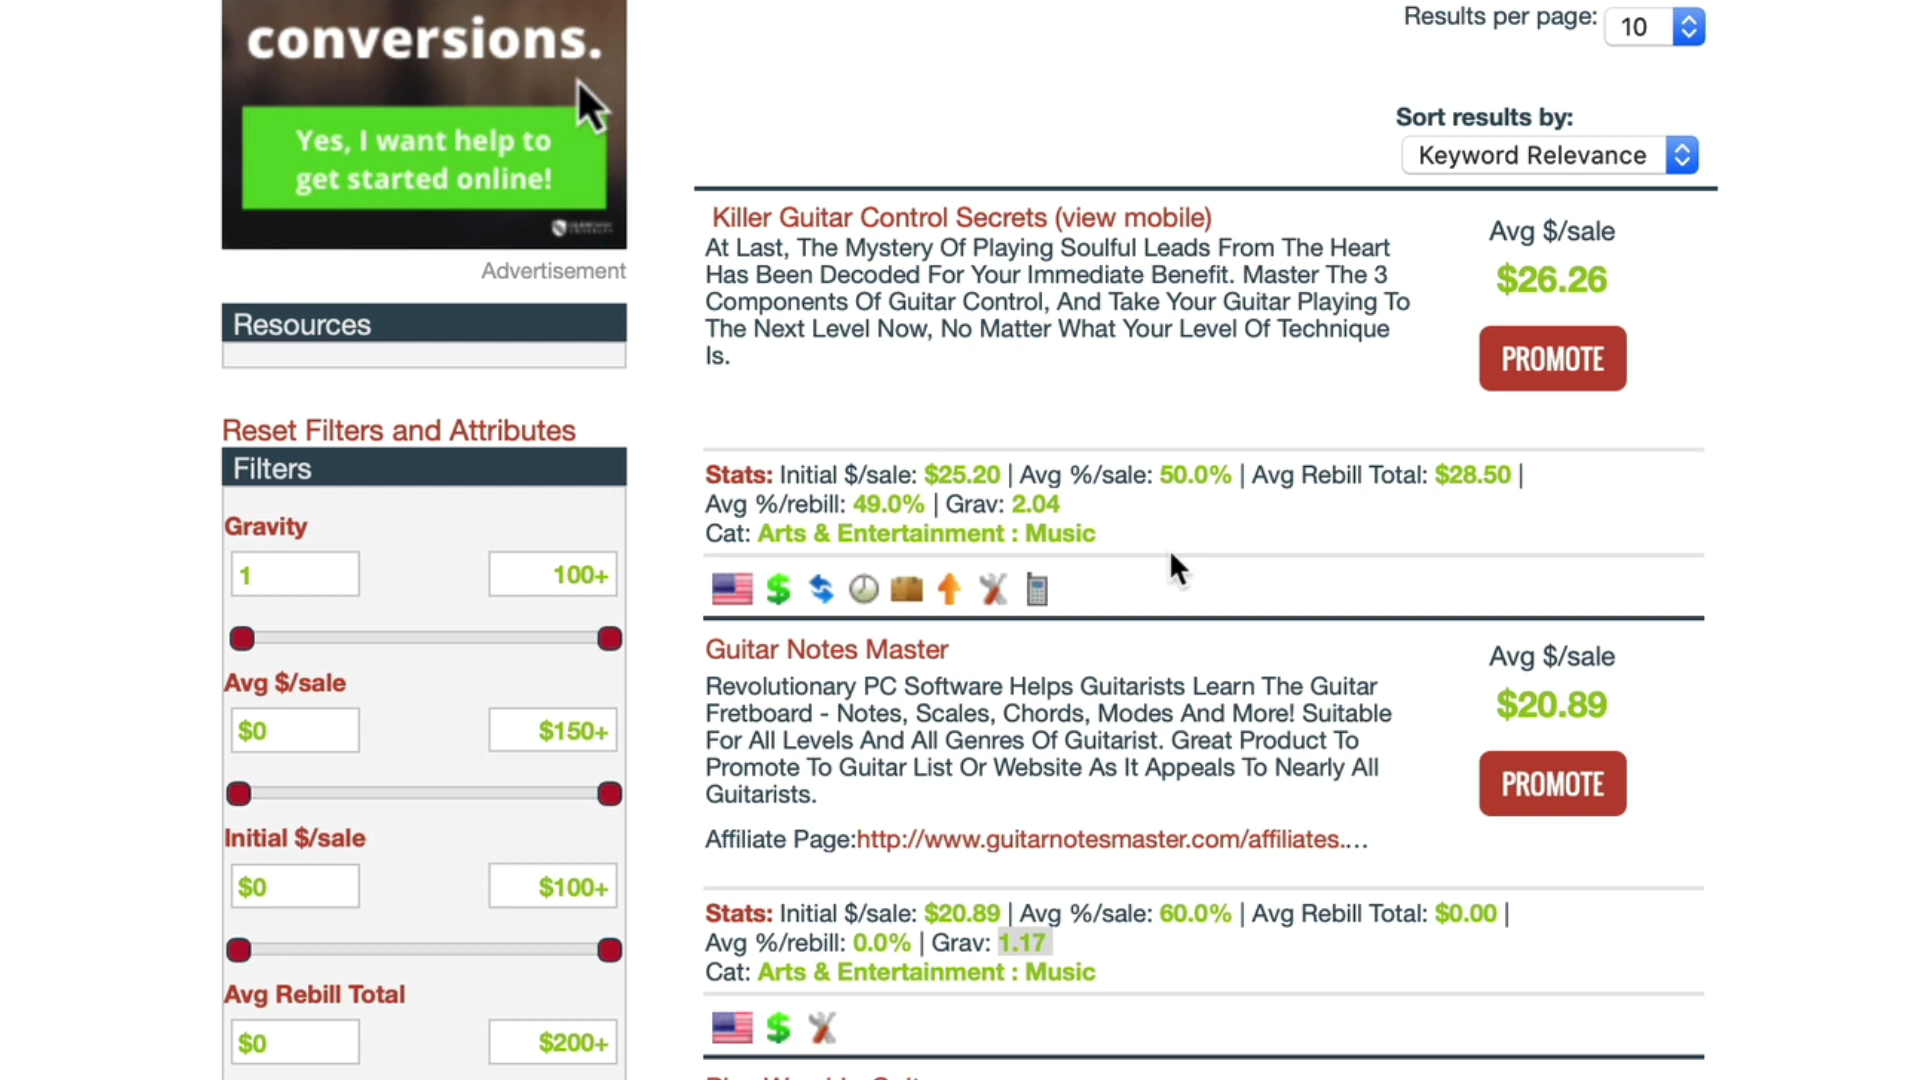 conversions.
Yes, I want help to
get started online!
Advertisement
Resources
Reset Filters and Attributes
Filters
Gravity
1 100+
Avg $/sale
$0 $150+
Initial $/sale
$0 $100+
Avg Rebill Total
$0 $200+
Results per page: 10
Sort results by:
Keyword Relevance
Killer Guitar Control Secrets (view mobile)
At Last, The Mystery Of Playing Soulful Leads From The Heart
Has Been Decoded For Your Immediate Benefit. Master The 3
Components Of Guitar Control, And Take Your Guitar Playing To
The Next Level Now, No Matter What Your Level Of Technique
Is.
Avg $/sale
$26.26
PROMOTE
Stats: Initial $/sale: $25.20 | Avg %/sale: 50.0% | Avg Rebill Total: $28.50 |
Avg %/rebill: 49.0% | Grav: 2.04
Cat: Arts & Entertainment : Music
Guitar Notes Master
Revolutionary PC Software Helps Guitarists Learn The Guitar
Fretboard - Notes, Scales, Chords, Modes And More! Suitable
For All Levels And All Genres Of Guitarist. Great Product To
Promote To Guitar List Or Website As It Appeals To Nearly All
Guitarists.
Affiliate Page:http://www.guitarnotesmaster.com/affiliates....
Avg $/sale
$20.89
PROMOTE
Stats: Initial $/sale: $20.89 | Avg %/sale: 60.0% | Avg Rebill Total: $0.00 |
Avg %/rebill: 0.0% | Grav: 1.17
Cat: Arts & Entertainment : Music